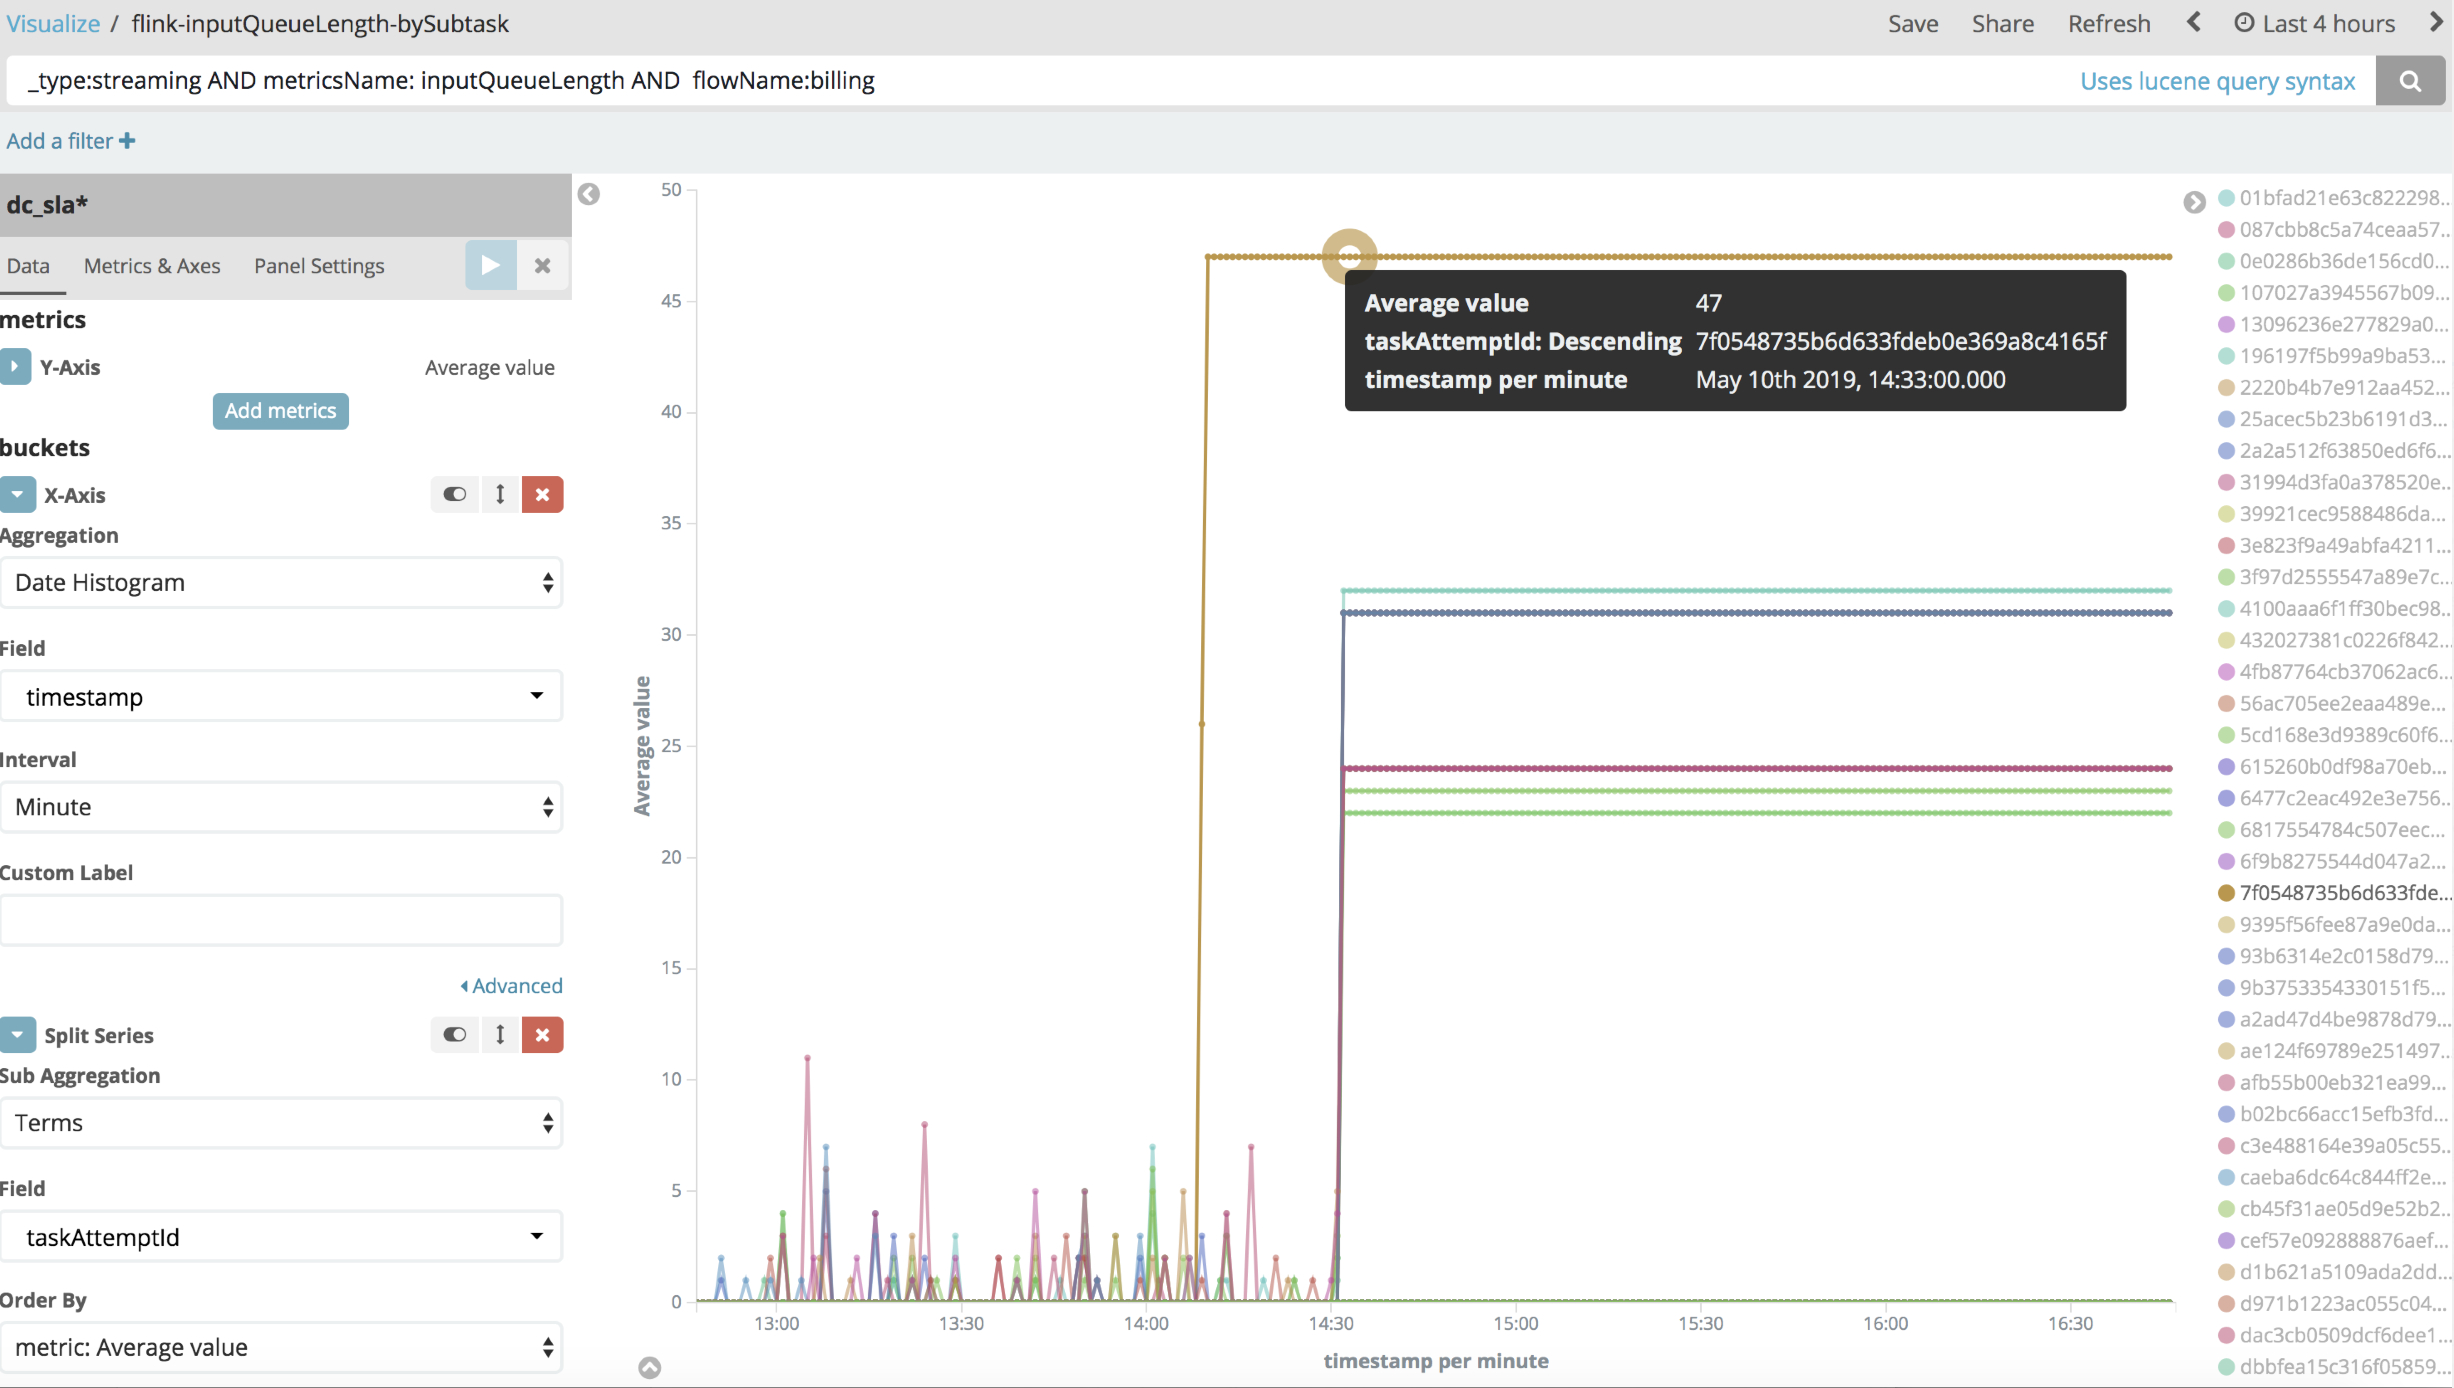 Visualize / flink-inputQueueLength-bySubtask
Save Share Refresh Last 4 hours
_type:streaming AND metricsName: inputQueueLength AND flowName:billing
Uses lucene query syntax
Add a filter
dc_sla*
Data Metrics & Axes Panel Settings
metrics
Y-Axis Average value
Add metrics
buckets
X-Axis
Aggregation
Date Histogram
Field
timestamp
Interval
Minute
Custom Label
Advanced
Split Series
Sub Aggregation
Terms
Field
taskAttemptId
Order By
metric: Average value
Average value
50
45
40
35
30
25
20
15
10
5
0
13:00 13:30 14:00 14:30 15:00 15:30 16:00 16:30
timestamp per minute
Average value 47
taskAttemptId: Descending 7f0548735b6d633fdeb0e369a8c4165f
timestamp per minute May 10th 2019, 14:33:00.000
01bfad21e63c822298...
087cbb8c5a74ceaa57...
0e0286b36de156cd0...
107027a3945567b09...
13096236e277829a0...
196197f5b99a9ba53...
2220b4b7e912aa452...
25acec5b23b6191d3...
2a2a512f63850ed6f6...
31994d3fa0a378520e...
39921cec9588486da...
3e823f9a49abfa4211...
3f97d2555547a89e7c...
4100aaa6f1ff30bec98...
432027381c0226f842...
4fb87764cb37062ac6...
56ac705ee2eaa489e...
5cd168e3d9389c60f6...
615260b0df98a70eb...
6477c2eac492e3e756...
6817554784c507eec...
6f9b8275544d047a2...
7f0548735b6d633fde...
9395f56fee87a9e0da...
93b6314e2c0158d79...
9b3753354330151f5...
a2ad47d4be9878d79...
ae124f69789e251497...
afb55b00eb321ea99...
b02bc66acc15efb3fd...
c3e488164e39a05c55...
caeba6dc64c844ff2e...
cb45f31ae05d9e52b2...
cef57e092888876aef...
d1b621a5109ada2dd...
d971b1223ac055c04...
dac3cb0509dcf6dee1...
dbbfea15c316f05859...